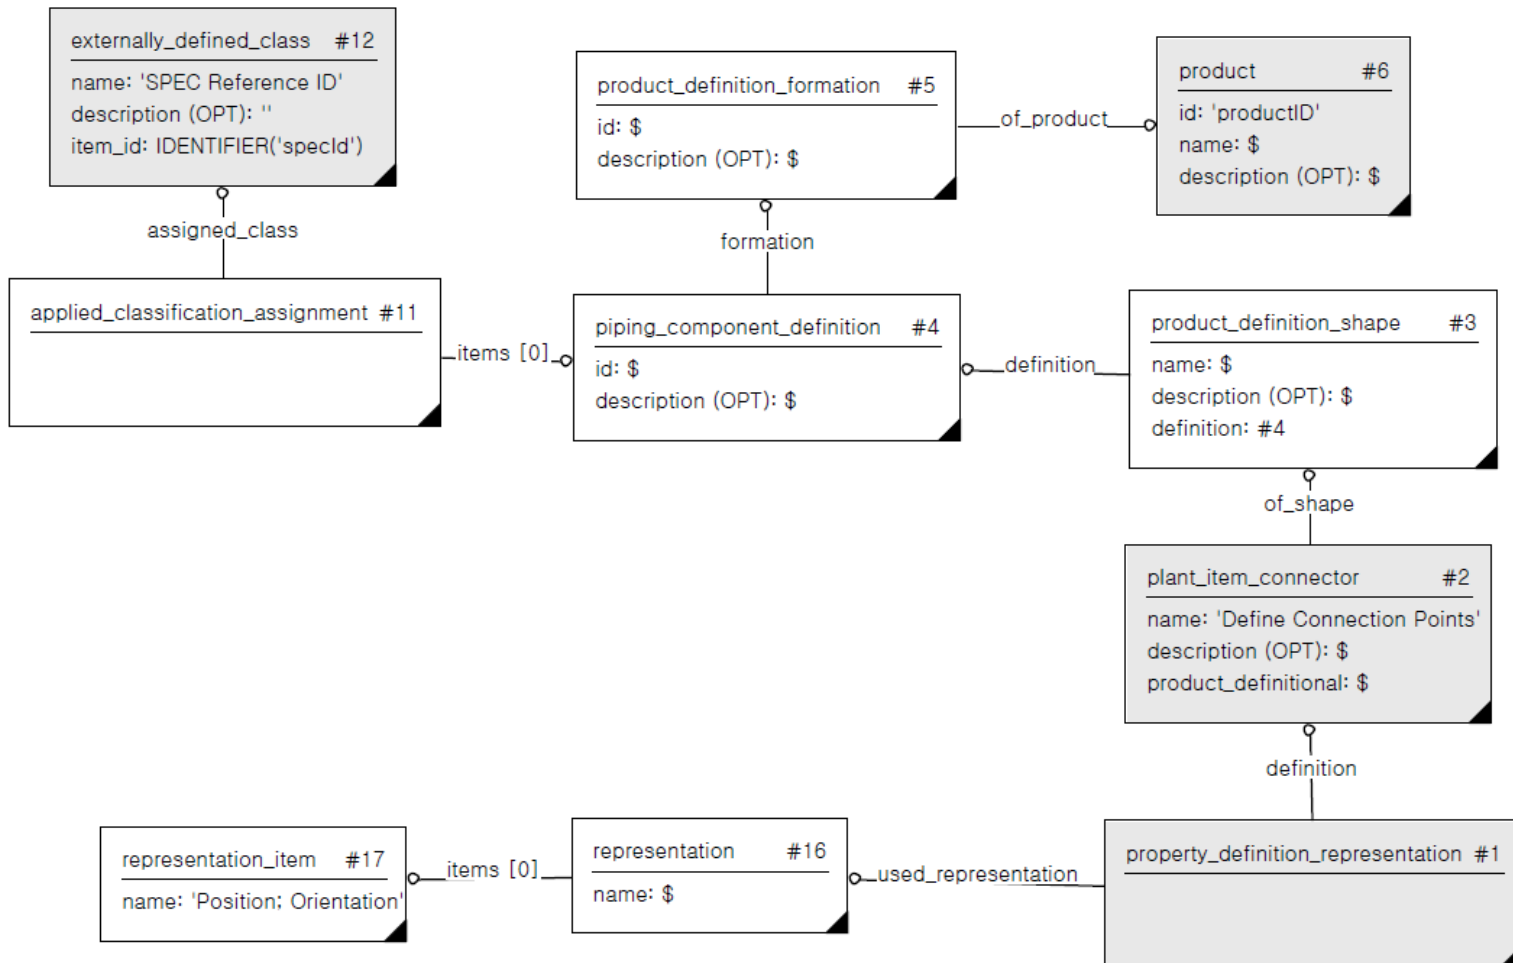 externally_defined_class #12
name: 'SPEC Reference ID'
description (OPT): ''
item_id: IDENTIFIER('specId')
product_definition_formation #5
id: $
description (OPT): $
of_product
product #6
id: 'productID'
name: $
description (OPT): $
assigned_class
formation
applied_classification_assignment #11
items [0]
piping_component_definition #4
id: $
description (OPT): $
definition
product_definition_shape #3
name: $
description (OPT): $
definition: #4
of_shape
plant_item_connector #2
name: 'Define Connection Points'
description (OPT): $
product_definitional: $
definition
representation_item #17
name: 'Position; Orientation'
items [0]
representation #16
name: $
used_representation
property_definition_representation #1